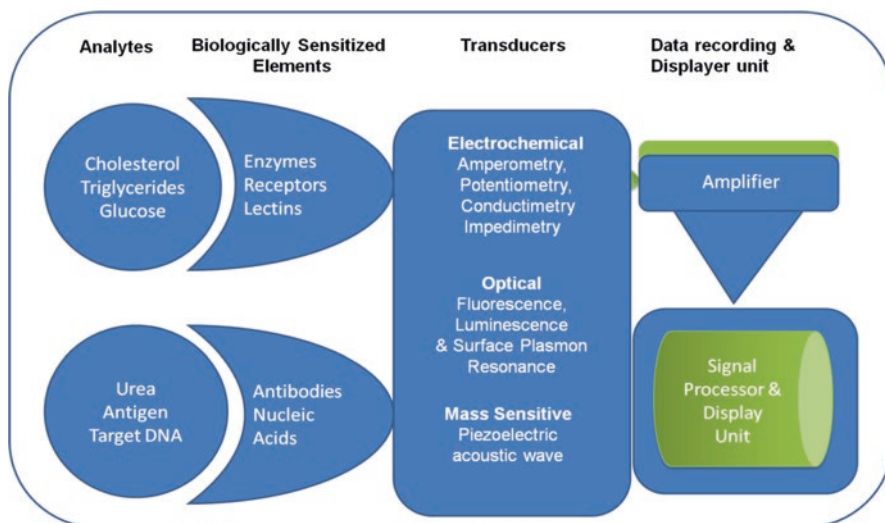 Analytes
Biologically Sensitized
Elements
Transducers
Data recording &
Displayer unit
Cholesterol
Triglycerides
Glucose
Enzymes
Receptors
Lectins
Urea
Antigen
Target DNA
Antibodies
Nucleic
Acids
Electrochemical
Amperometry,
Potentiometry,
Conductimetry
Impedimetry
Optical
Fluorescence,
Luminescence
& Surface Plasmon
Resonance
Mass Sensitive
Piezoelectric
acoustic wave
Amplifier
Signal
Processor &
Display
Unit